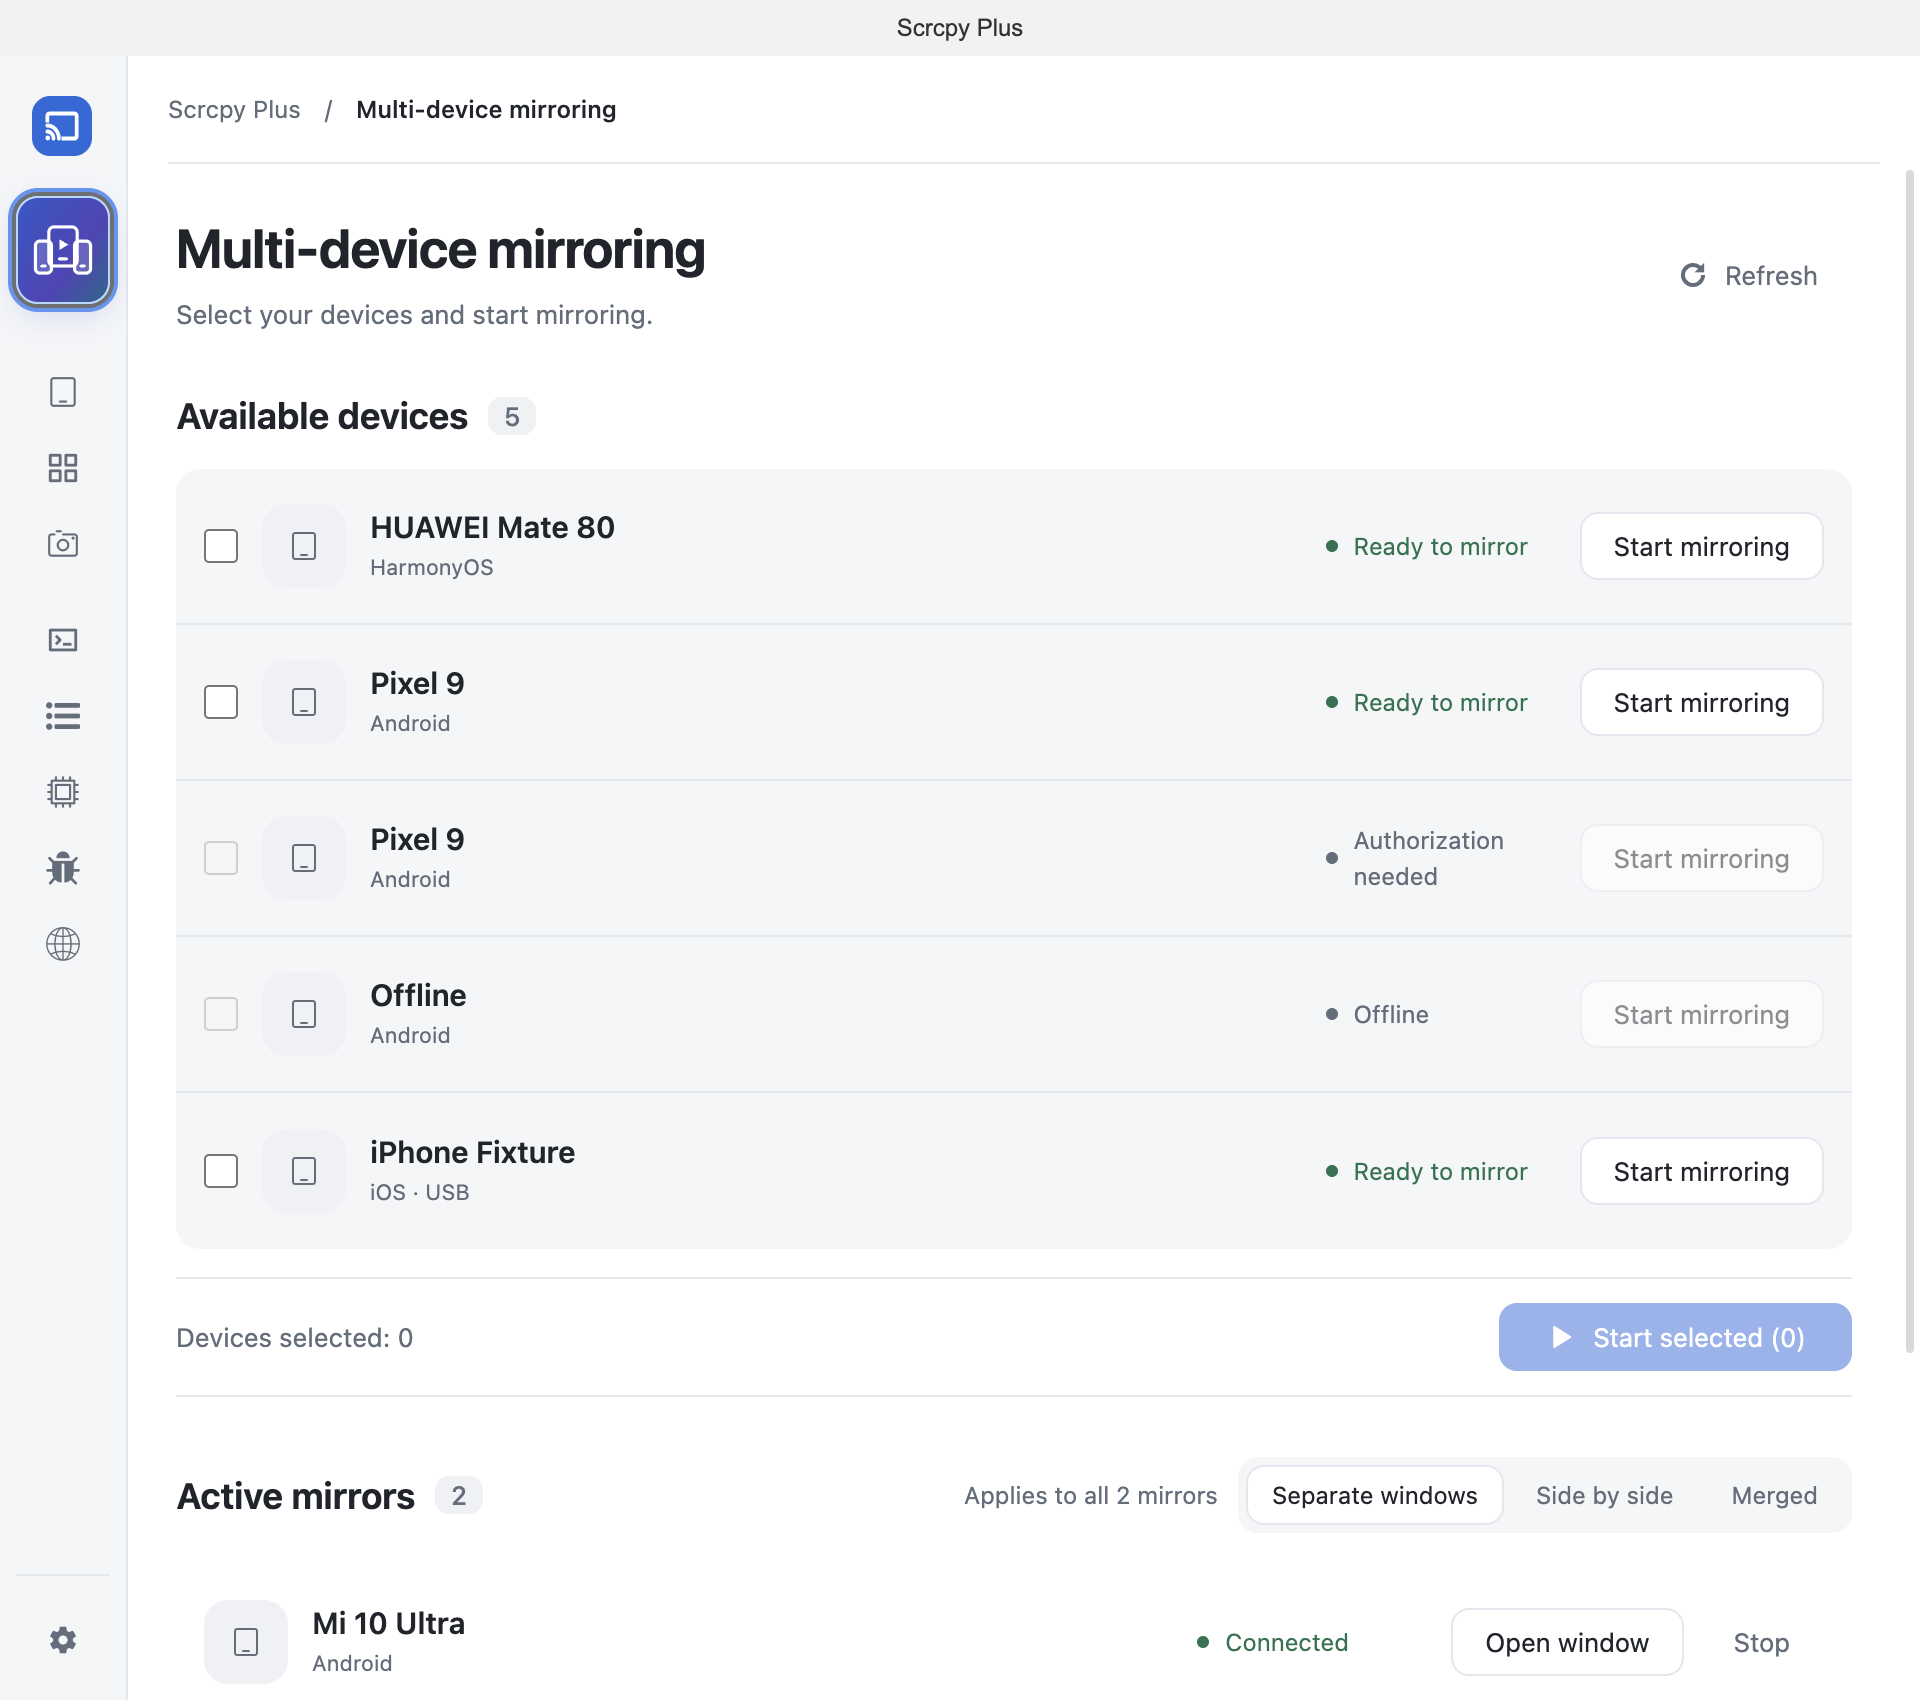 Scrcpy Plus
Scrcpy Plus / Multi-device mirroring
Multi-device mirroring
Refresh
Select your devices and start mirroring.
Available devices 5
HUAWEI Mate 80
HarmonyOS
Ready to mirror
Start mirroring
Pixel 9
Android
Ready to mirror
Start mirroring
Pixel 9
Android
Authorization
needed
Start mirroring
Offline
Android
Offline
Start mirroring
iPhone Fixture
iOS · USB
Ready to mirror
Start mirroring
Devices selected: 0
Start selected (0)
Active mirrors 2
Applies to all 2 mirrors
Separate windows
Side by side
Merged
Mi 10 Ultra
Android
Connected
Open window
Stop